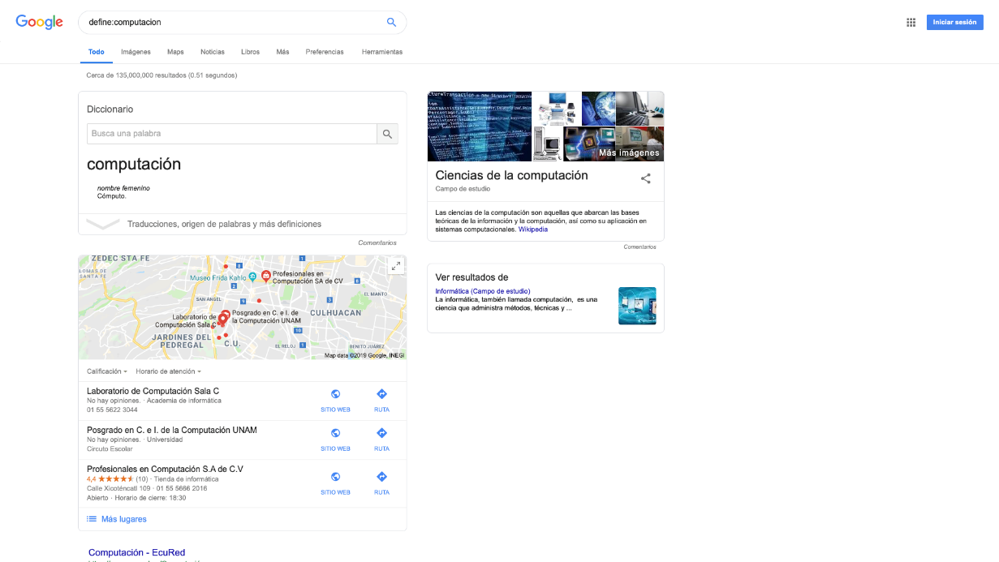 Google
define:computacion
Iniciar sesión
Todo
Imágenes
Maps
Noticias
Libros
Más
Preferencias
Herramientas
Cerca de 135,000,000 resultados (0.51 segundos)
Diccionario
Busca una palabra
computación
nombre femenino
Cómputo.
Traducciones, origen de palabras y más definiciones
Comentarios
ZEDEC STA FE
LOMAS DE
SANTA FE
Museo Frida Kahlo
Profesionales en
Computación SA de CV
SAN ANGEL
EL MANTO
CULHUACAN
Laboratorio de
Computación Sala C
Posgrado en C. e I. de
la Computación UNAM
JARDINES DEL
PEDREGAL
C.U.
EL RELOJ
BENITO JUÁREZ
Map data ©2019 Google, INEGI
Calificación
Horario de atención
Laboratorio de Computación Sala C
No hay opiniones. · Academia de informática
01 55 5622 3044
SITIO WEB
RUTA
Posgrado en C. e I. de la Computación UNAM
No hay opiniones. · Universidad
Circuto Escolar
SITIO WEB
RUTA
Profesionales en Computación S.A de C.V
4,4 (10) · Tienda de informática
Calle Xicoténcatl 109 · 01 55 5666 2016
Abierto · Horario de cierre: 18:30
SITIO WEB
RUTA
Más lugares
Computación - EcuRed
Más imágenes
Ciencias de la computación
Campo de estudio
Las ciencias de la computación son aquellas que abarcan las bases
teóricas de la información y la computación, así como su aplicación en
sistemas computacionales. Wikipedia
Comentarios
Ver resultados de
Informática (Campo de estudio)
La informática, también llamada computación, es una
ciencia que administra métodos, técnicas y ...